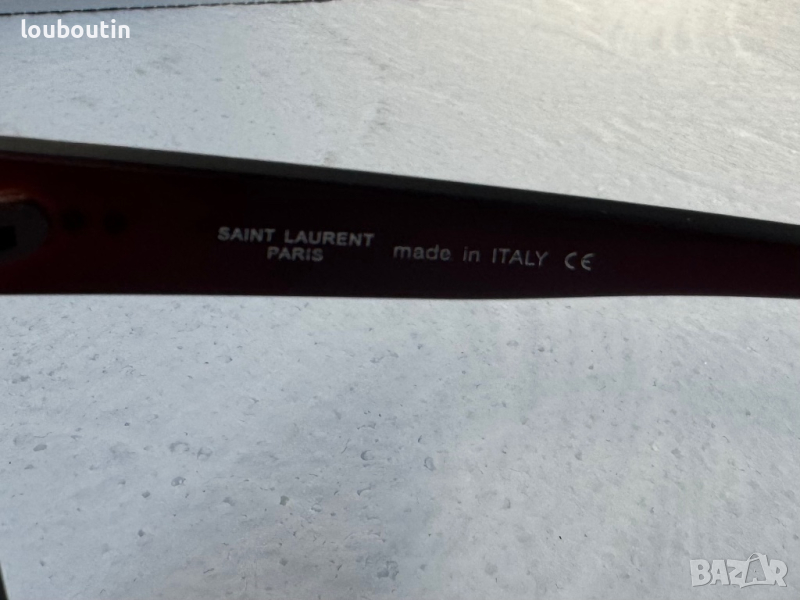 louboutin
SAINT LAURENT
PARIS
made in ITALY CE
BAZAR